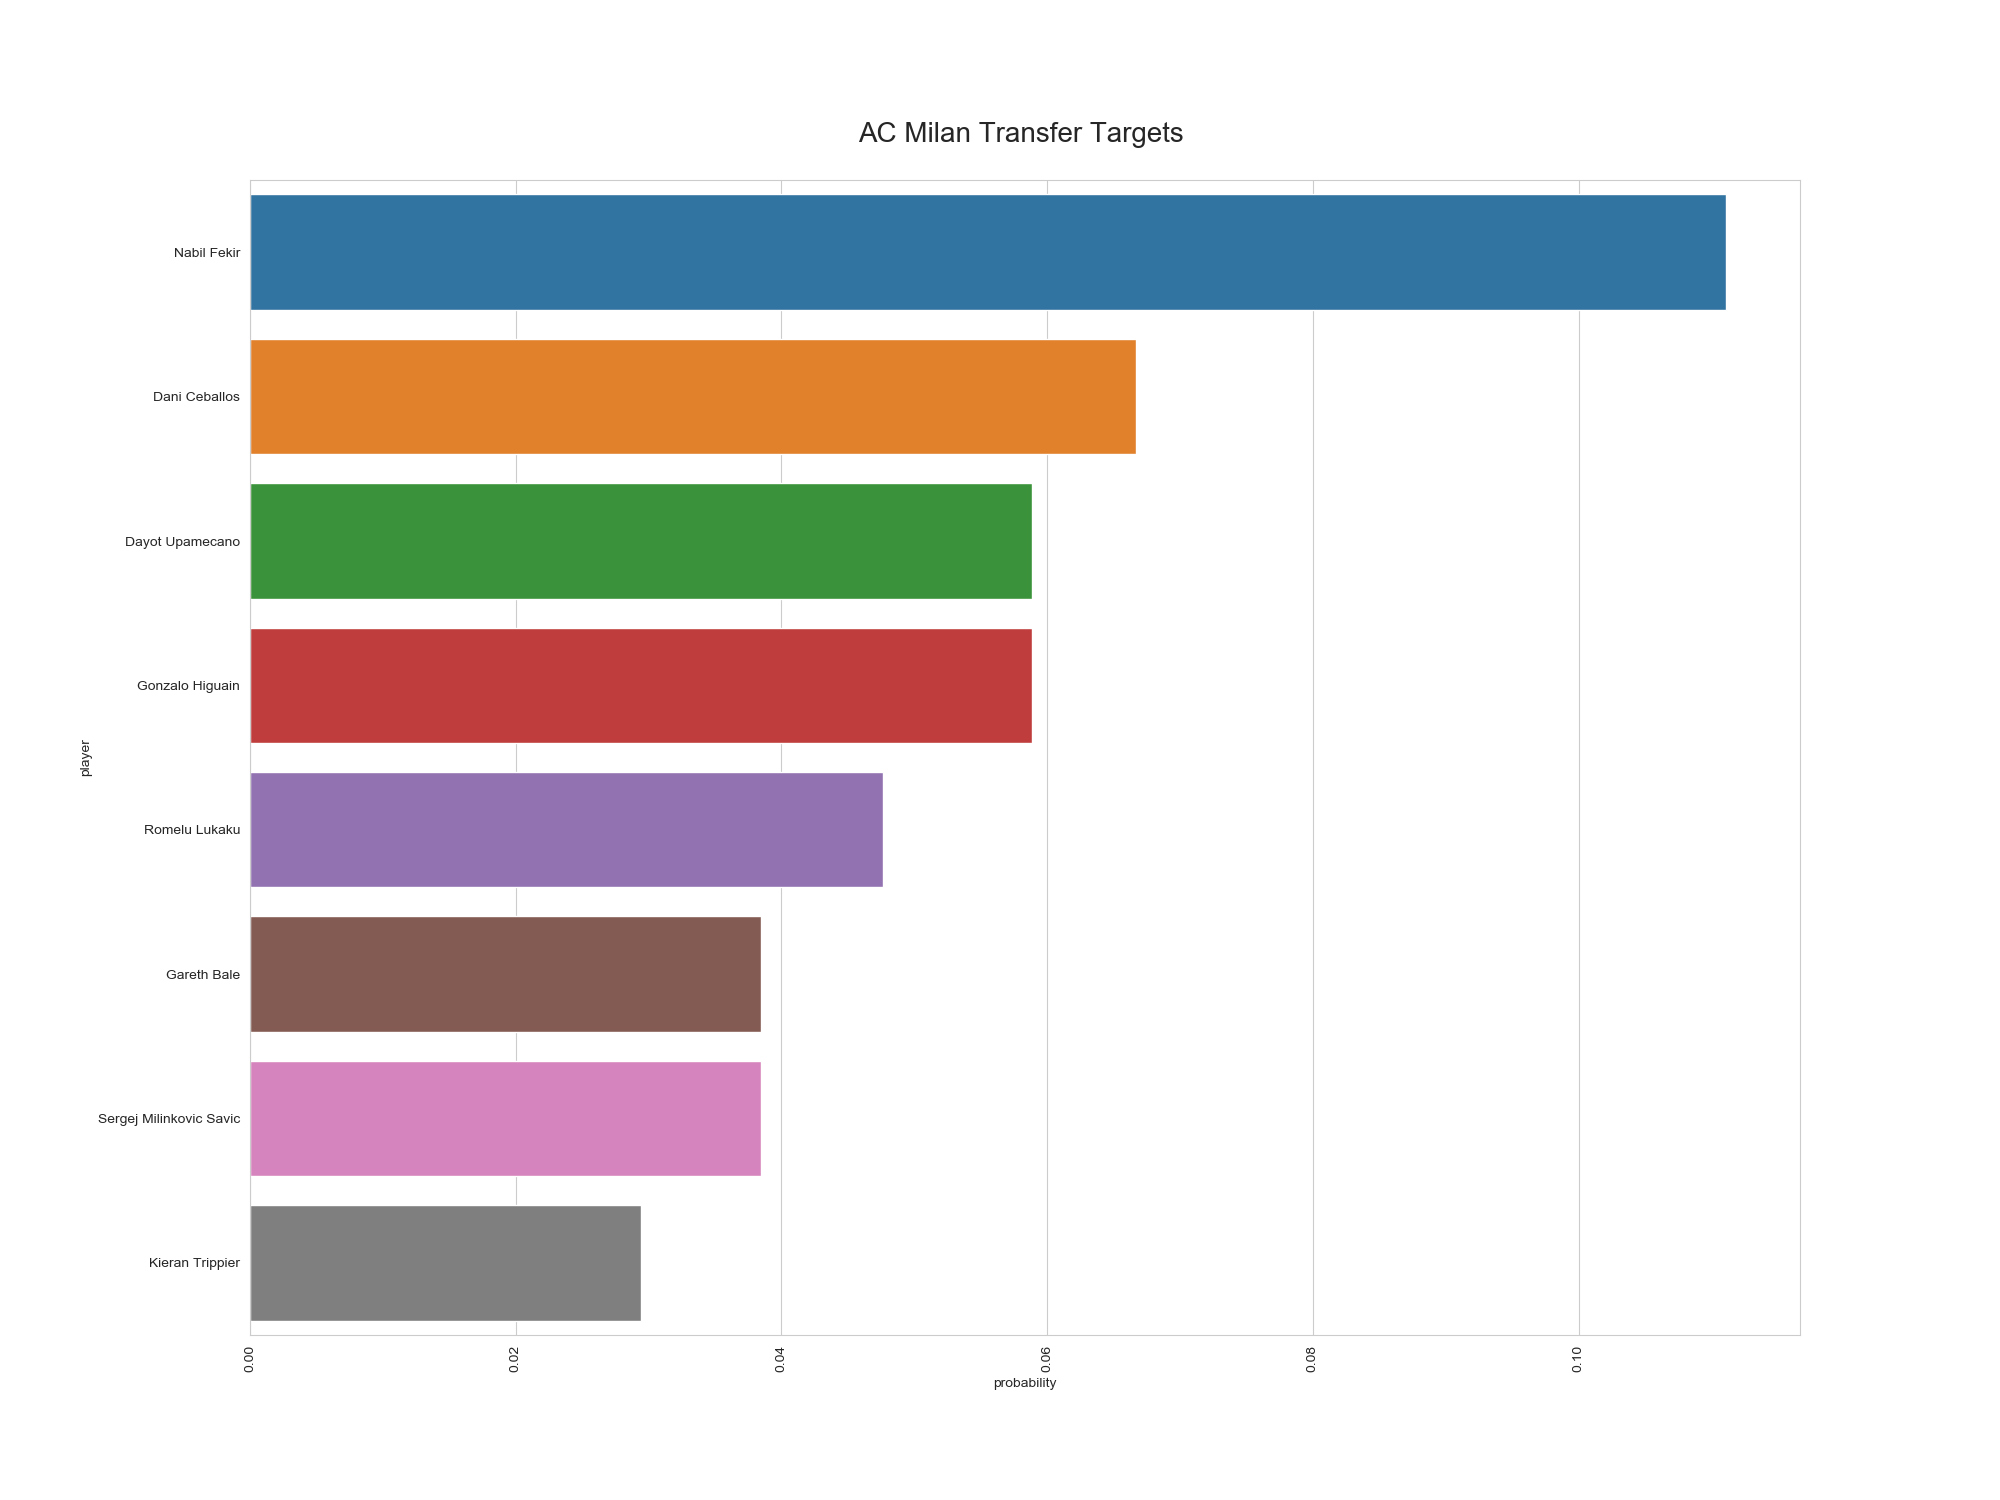 AC Milan Transfer Targets
Nabil Fekir
Dani Ceballos
Dayot Upamecano
Gonzalo Higuain
Romelu Lukaku
Gareth Bale
Sergej Milinkovic Savic
Kieran Trippier
player
0.00
0.02
0.04
0.06
0.08
0.10
probability